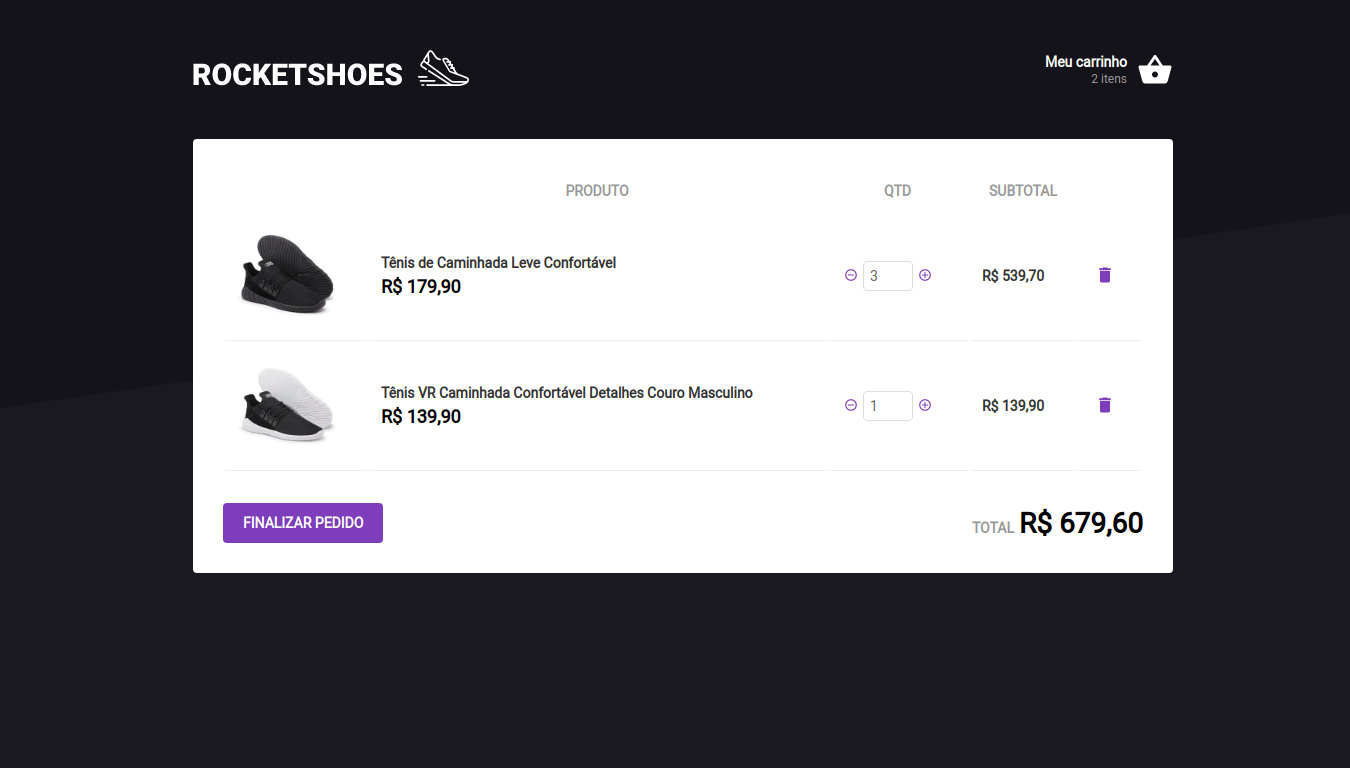 ROCKETSHOES
Meu carrinho
2 itens
PRODUTO QTD SUBTOTAL
Tênis de Caminhada Leve Confortável
R$ 179,90
3
R$ 539,70
Tênis VR Caminhada Confortável Detalhes Couro Masculino
R$ 139,90
1
R$ 139,90
FINALIZAR PEDIDO
TOTAL R$ 679,60